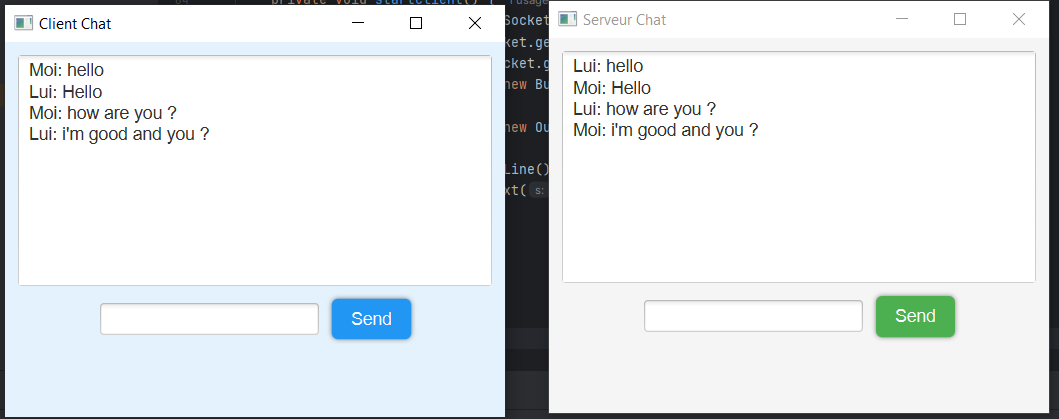 Client Chat
Moi: hello
Lui: Hello
Moi: how are you ?
Lui: i'm good and you ?
Send
Serveur Chat
Lui: hello
Moi: Hello
Lui: how are you ?
Moi: i'm good and you ?
Send
private void startClient() {
Socket
ket.ge
cket.g
new Bu
new Ou
Line()
xt( s: